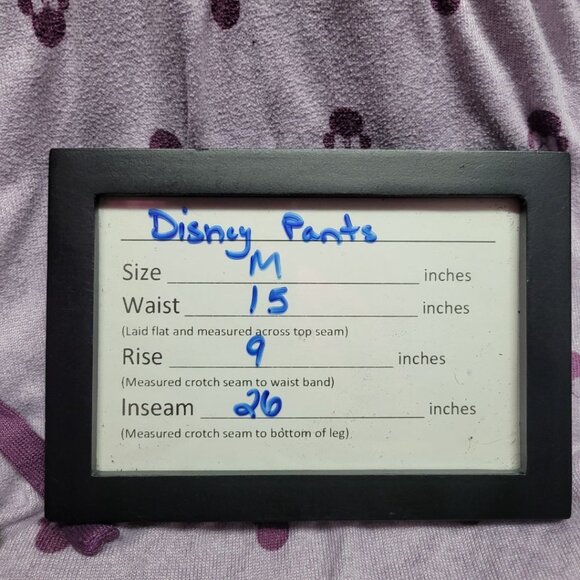 Disney Pants
Size M inches
Waist 15 inches
(Laid flat and measured across top seam)
Rise 9 inches
(Measured crotch seam to waist band)
Inseam 26 inches
(Measured crotch seam to bottom of leg)